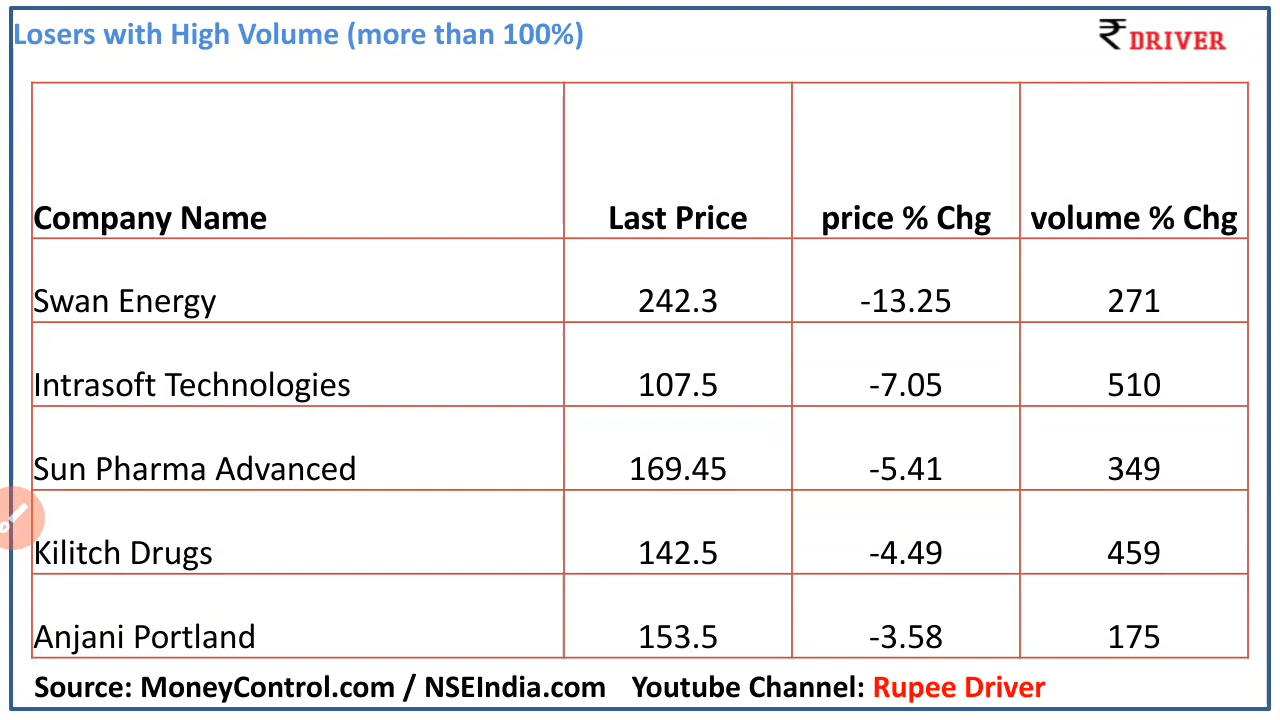 Losers with High Volume (more than 100%)
₹ DRIVER
Company Name Last Price price % Chg volume % Chg
Swan Energy 242.3 -13.25 271
Intrasoft Technologies 107.5 -7.05 510
Sun Pharma Advanced 169.45 -5.41 349
Kilitch Drugs 142.5 -4.49 459
Anjani Portland 153.5 -3.58 175
Source: MoneyControl.com / NSEIndia.com Youtube Channel: Rupee Driver